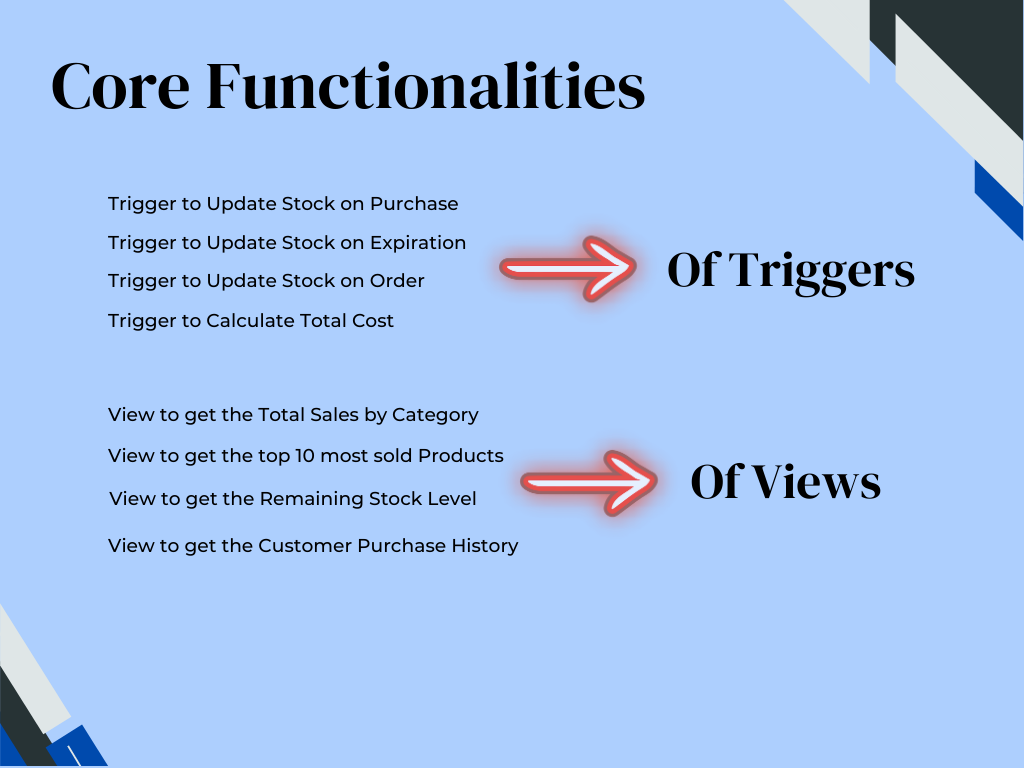 Core Functionalities
Trigger to Update Stock on Purchase
Trigger to Update Stock on Expiration
Trigger to Update Stock on Order
Trigger to Calculate Total Cost
Of Triggers
View to get the Total Sales by Category
View to get the top 10 most sold Products
View to get the Remaining Stock Level
View to get the Customer Purchase History
Of Views